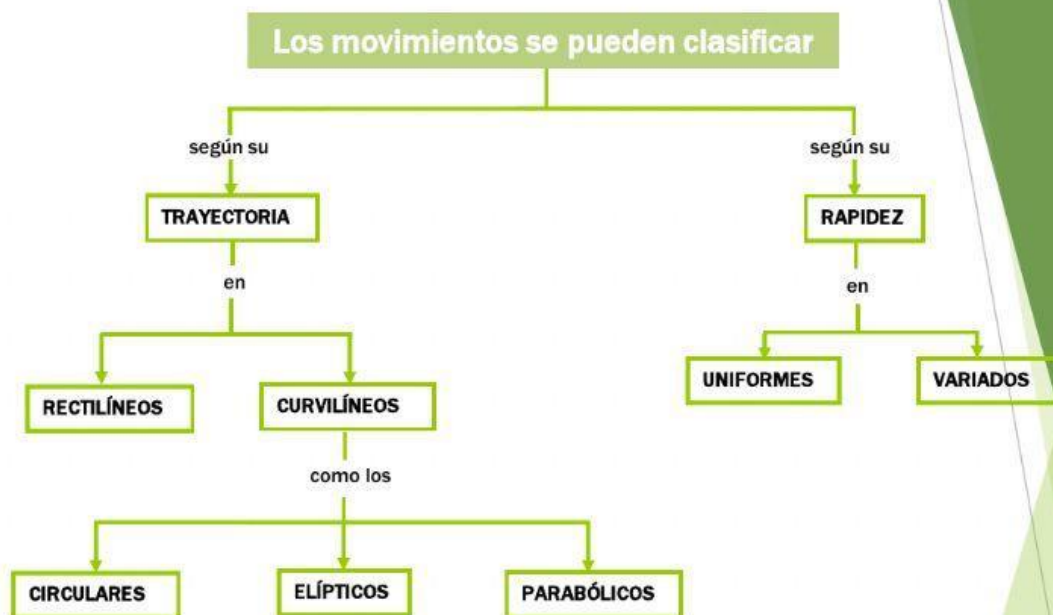 Los movimientos se pueden clasificar
según su
según su
TRAYECTORIA
RAPIDEZ
en
en
RECTILÍNEOS
CURVILÍNEOS
UNIFORMES
VARIADOS
como los
CIRCULARES
ELÍPTICOS
PARABÓLICOS